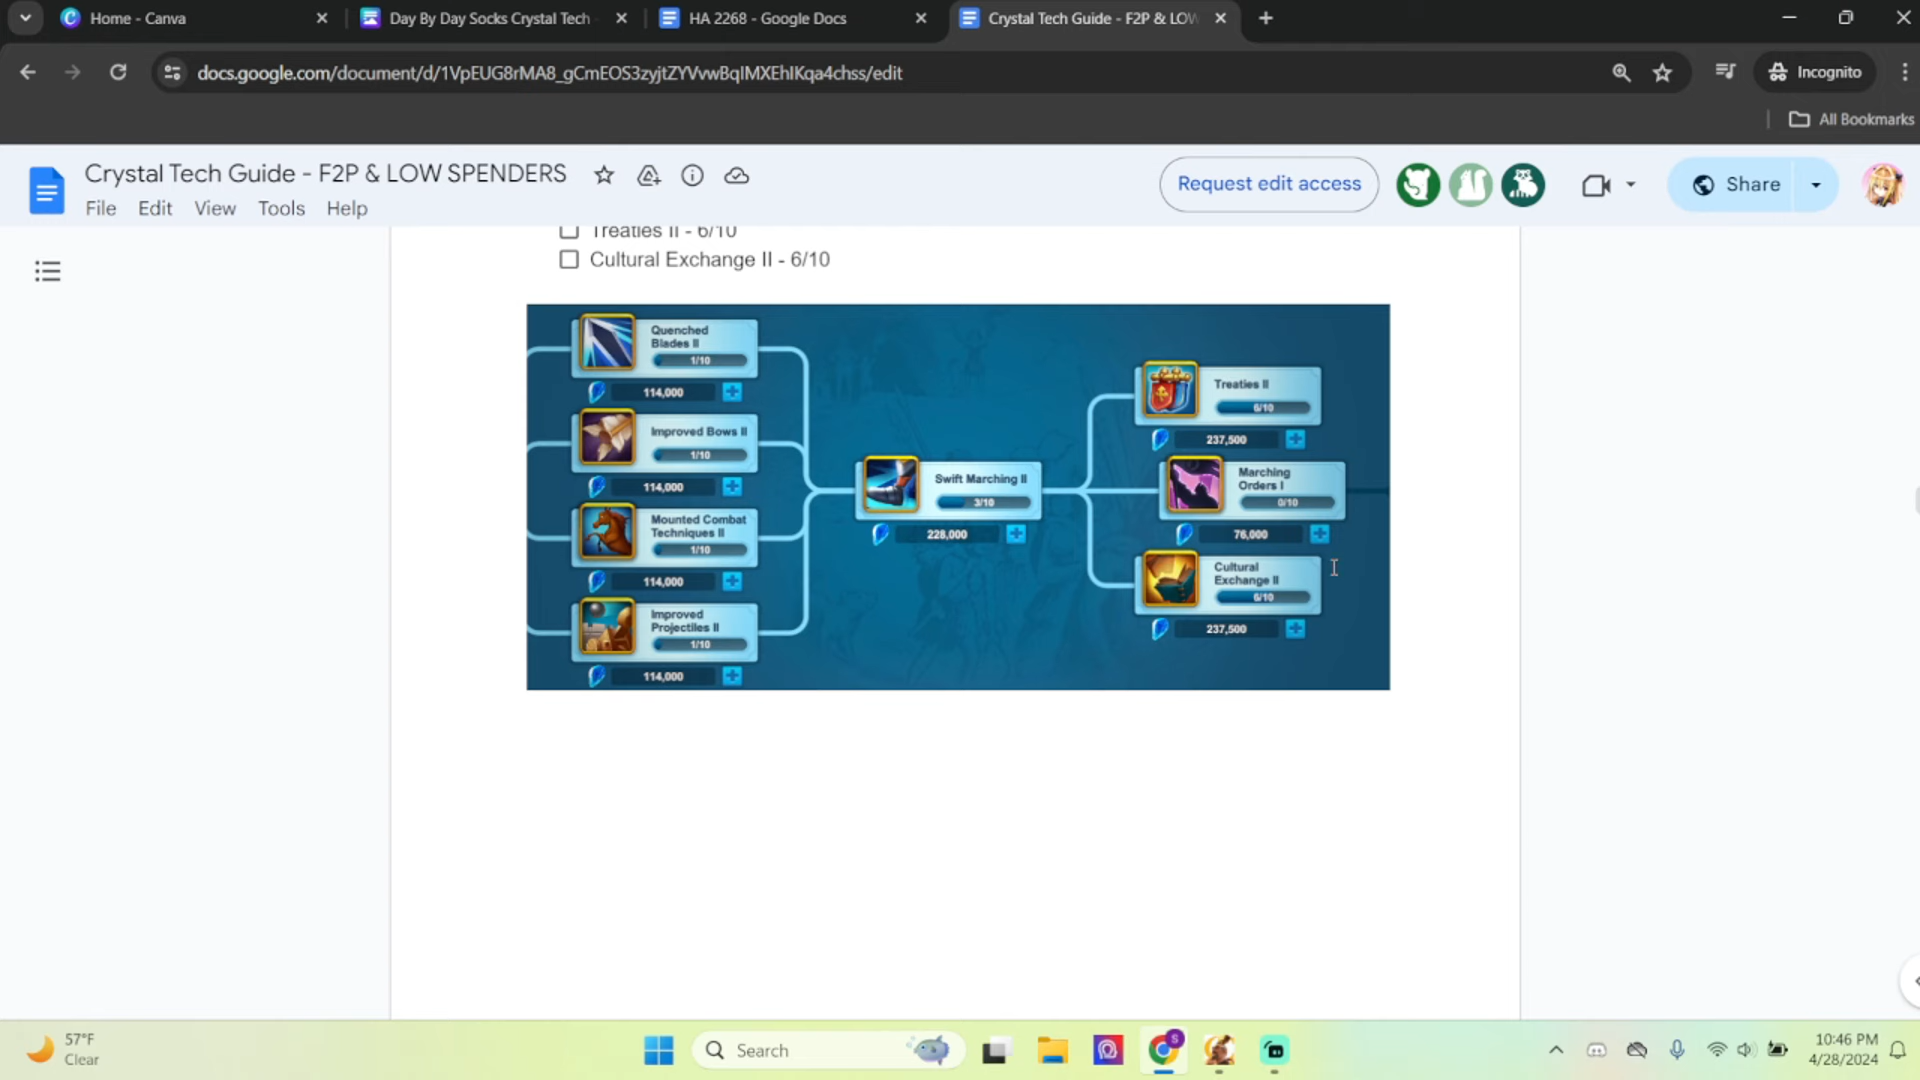 Home - Canva
Day By Day Socks Crystal Tech
HA 2268 - Google Docs
Crystal Tech Guide - F2P & LOW
docs.google.com/document/d/1VpEUG8rMA8_gCmEOS3zyjtZYVvwBqIMXEhIKqa4chss/edit
Incognito
All Bookmarks
Crystal Tech Guide - F2P & LOW SPENDERS
File Edit View Tools Help
Request edit access
Share
Treaties II - 6/10
Cultural Exchange II - 6/10
Quenched
Blades II
1/10
114,000
Improved Bows II
1/10
114,000
Mounted Combat
Techniques II
1/10
114,000
Improved
Projectiles II
1/10
114,000
Swift Marching II
3/10
228,000
Treaties II
6/10
237,500
Marching
Orders I
0/10
76,000
Cultural
Exchange II
6/10
237,500
57°F
Clear
Search
S
10:46 PM
4/28/2024